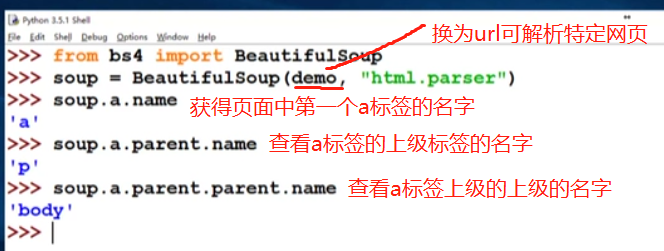 Python 3.5.1 Shell
File Edit Shell Debug Options Window Help
>>> from bs4 import BeautifulSoup
换为url可解析特定网页
>>> soup = BeautifulSoup(demo, "html.parser")
>>> soup.a.name 获得页面中第一个a标签的名字
'a'
>>> soup.a.parent.name 查看a标签的上级标签的名字
'p'
>>> soup.a.parent.parent.name 查看a标签上级的上级的名字
'body'
>>>